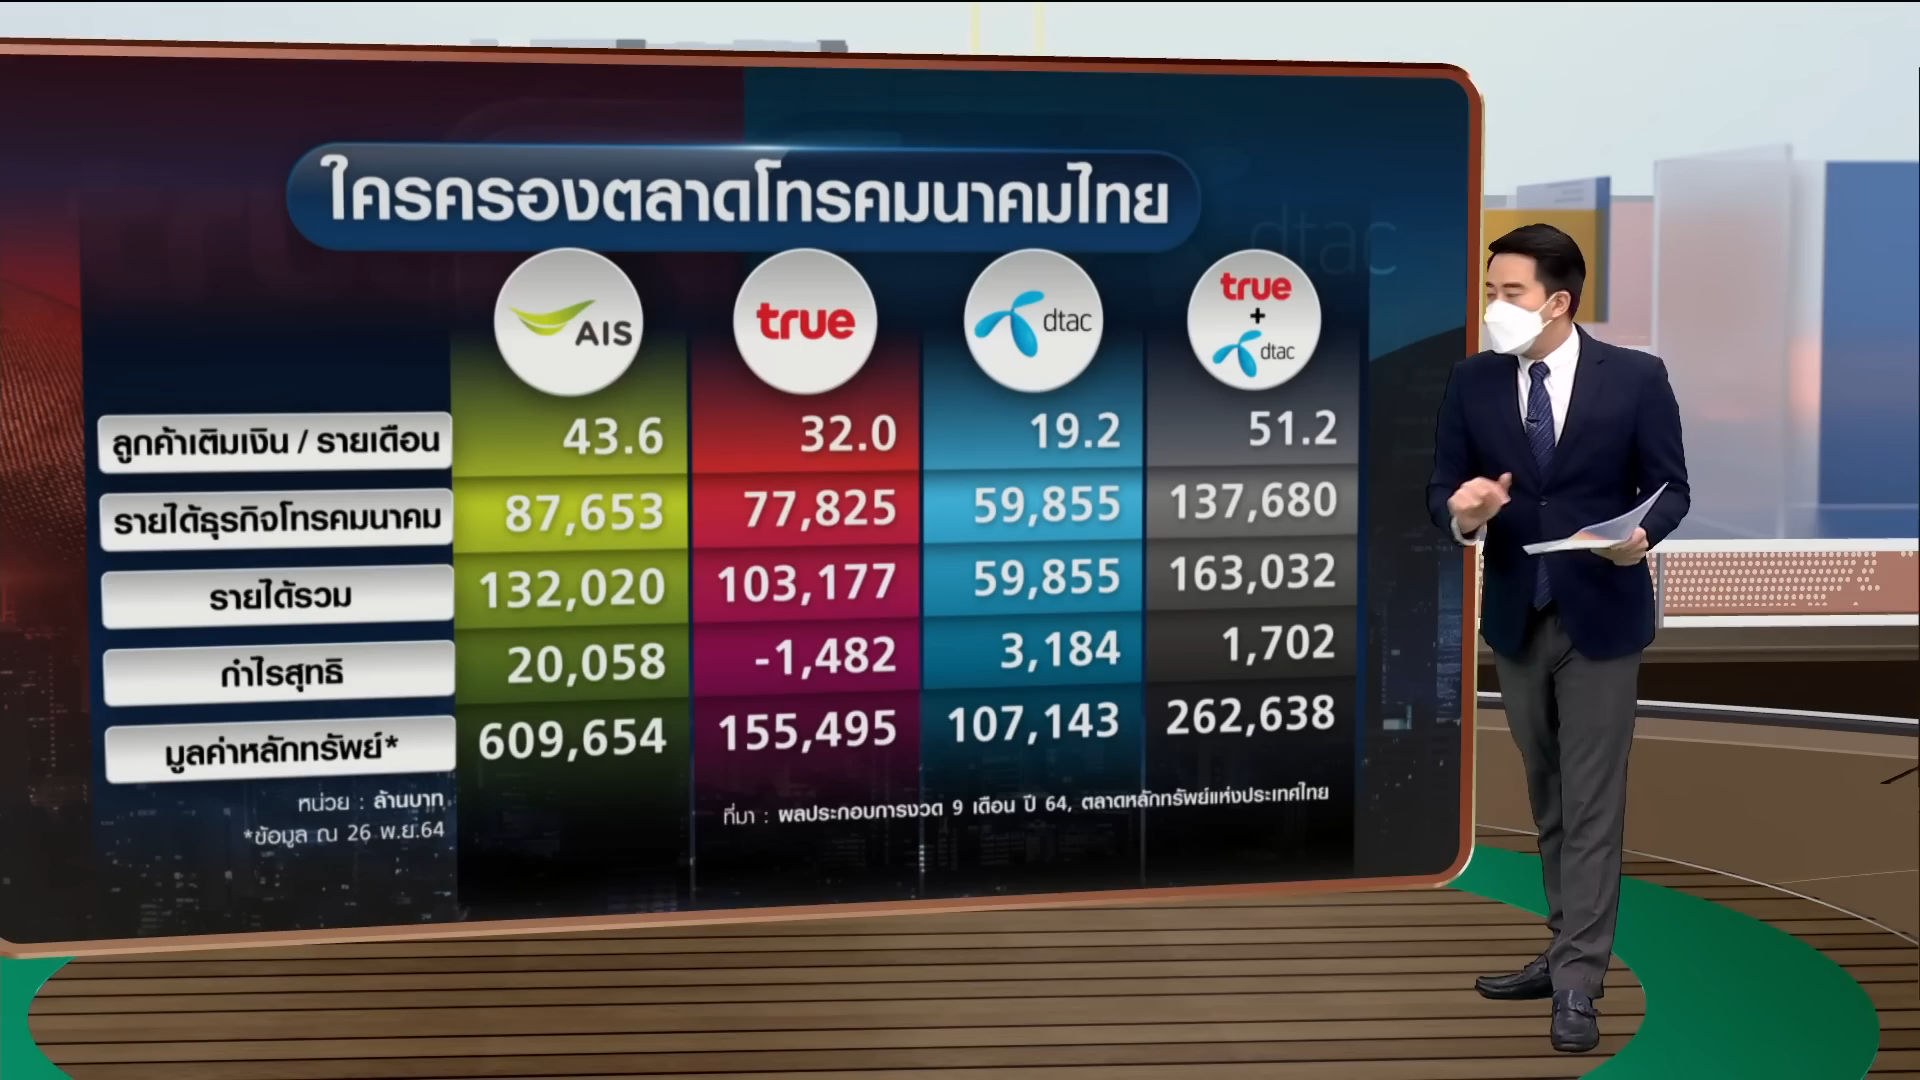 ใครครองตลาดโทรคมนาคมไทย
AIS
true
dtac
true
+
dtac
ลูกค้าเติมเงิน / รายเดือน 43.6 32.0 19.2 51.2
รายได้ธุรกิจโทรคมนาคม 87,653 77,825 59,855 137,680
รายได้รวม 132,020 103,177 59,855 163,032
กำไรสุทธิ 20,058 -1,482 3,184 1,702
มูลค่าหลักทรัพย์* 609,654 155,495 107,143 262,638
หน่วย : ล้านบาท
*ข้อมูล ณ 26 พ.ย.64
ที่มา : ผลประกอบการงวด 9 เดือน ปี 64, ตลาดหลักทรัพย์แห่งประเทศไทย
true
dtac